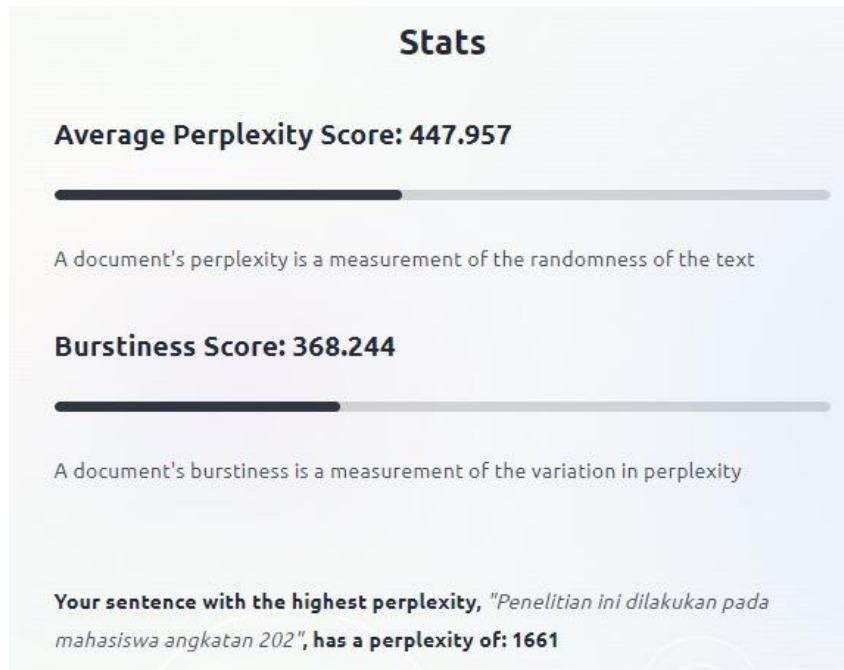 Stats
Average Perplexity Score: 447.957
A document's perplexity is a measurement of the randomness of the text
Burstiness Score: 368.244
A document's burstiness is a measurement of the variation in perplexity
Your sentence with the highest perplexity, "Penelitian ini dilakukan pada
mahasiswa angkatan 202", has a perplexity of: 1661